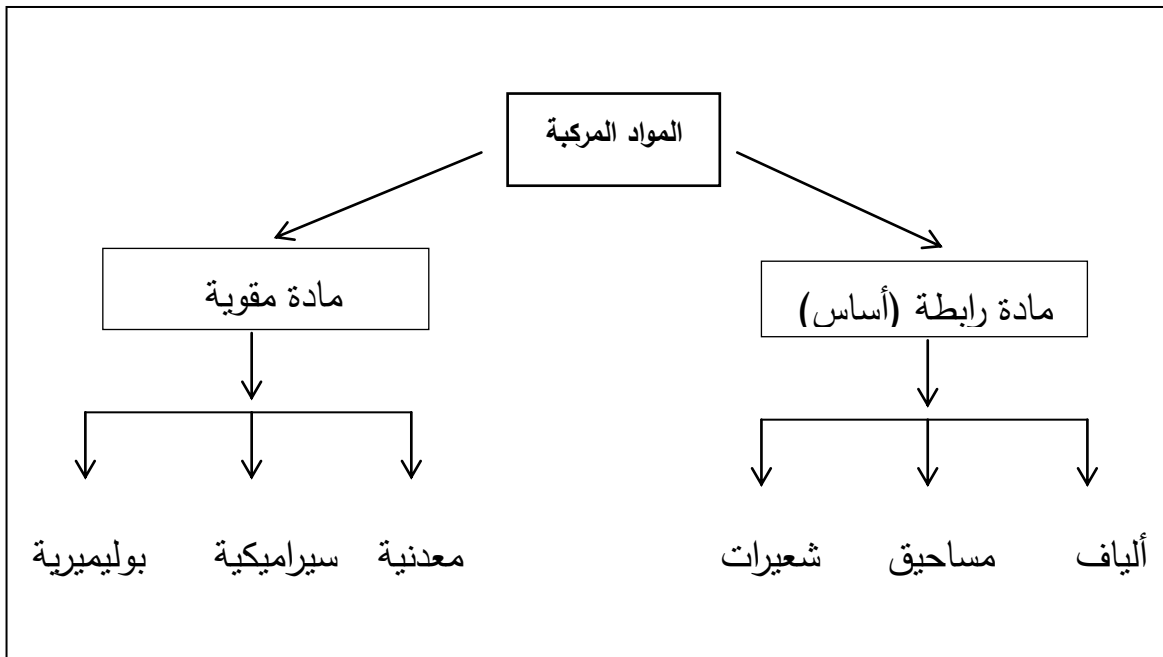 المواد المركبة
مادة رابطة (أساس)
مادة مقوية
ألياف
مساحيق
شعيرات
معدنية
سيراميكية
بوليميرية